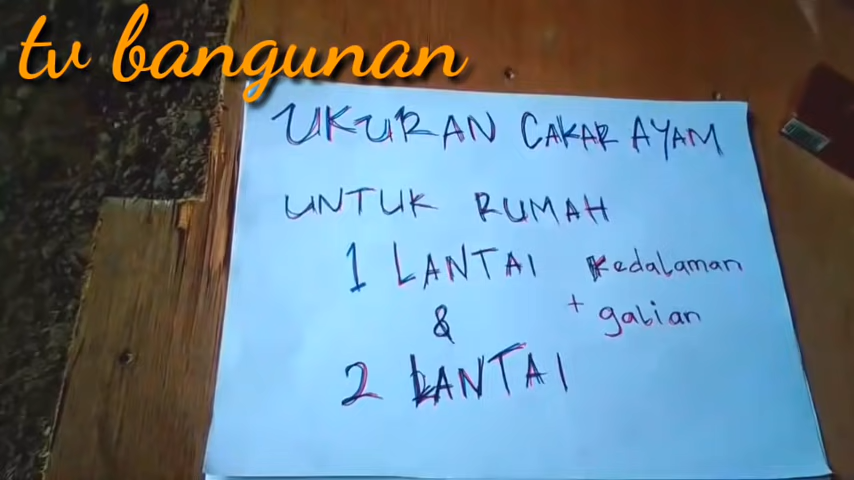 tv bangunan
UKURAN CAKAR AYAM
UNTUK RUMAH
1 LANTAI Kedalaman
& + galian
2 LANTAI